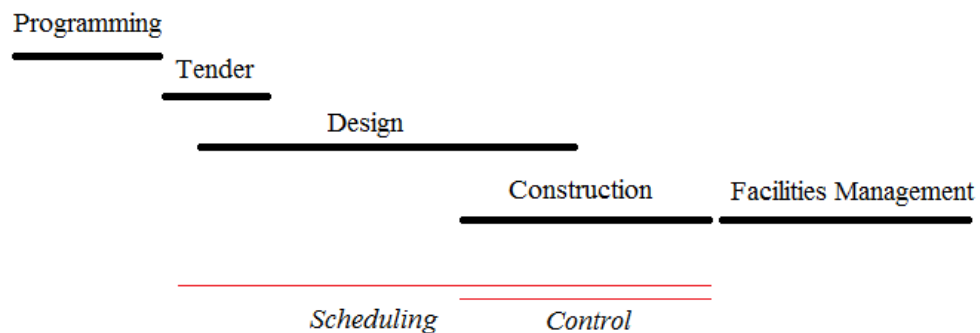 Programming
Tender
Design
Construction
Facilities Management
Scheduling
Control